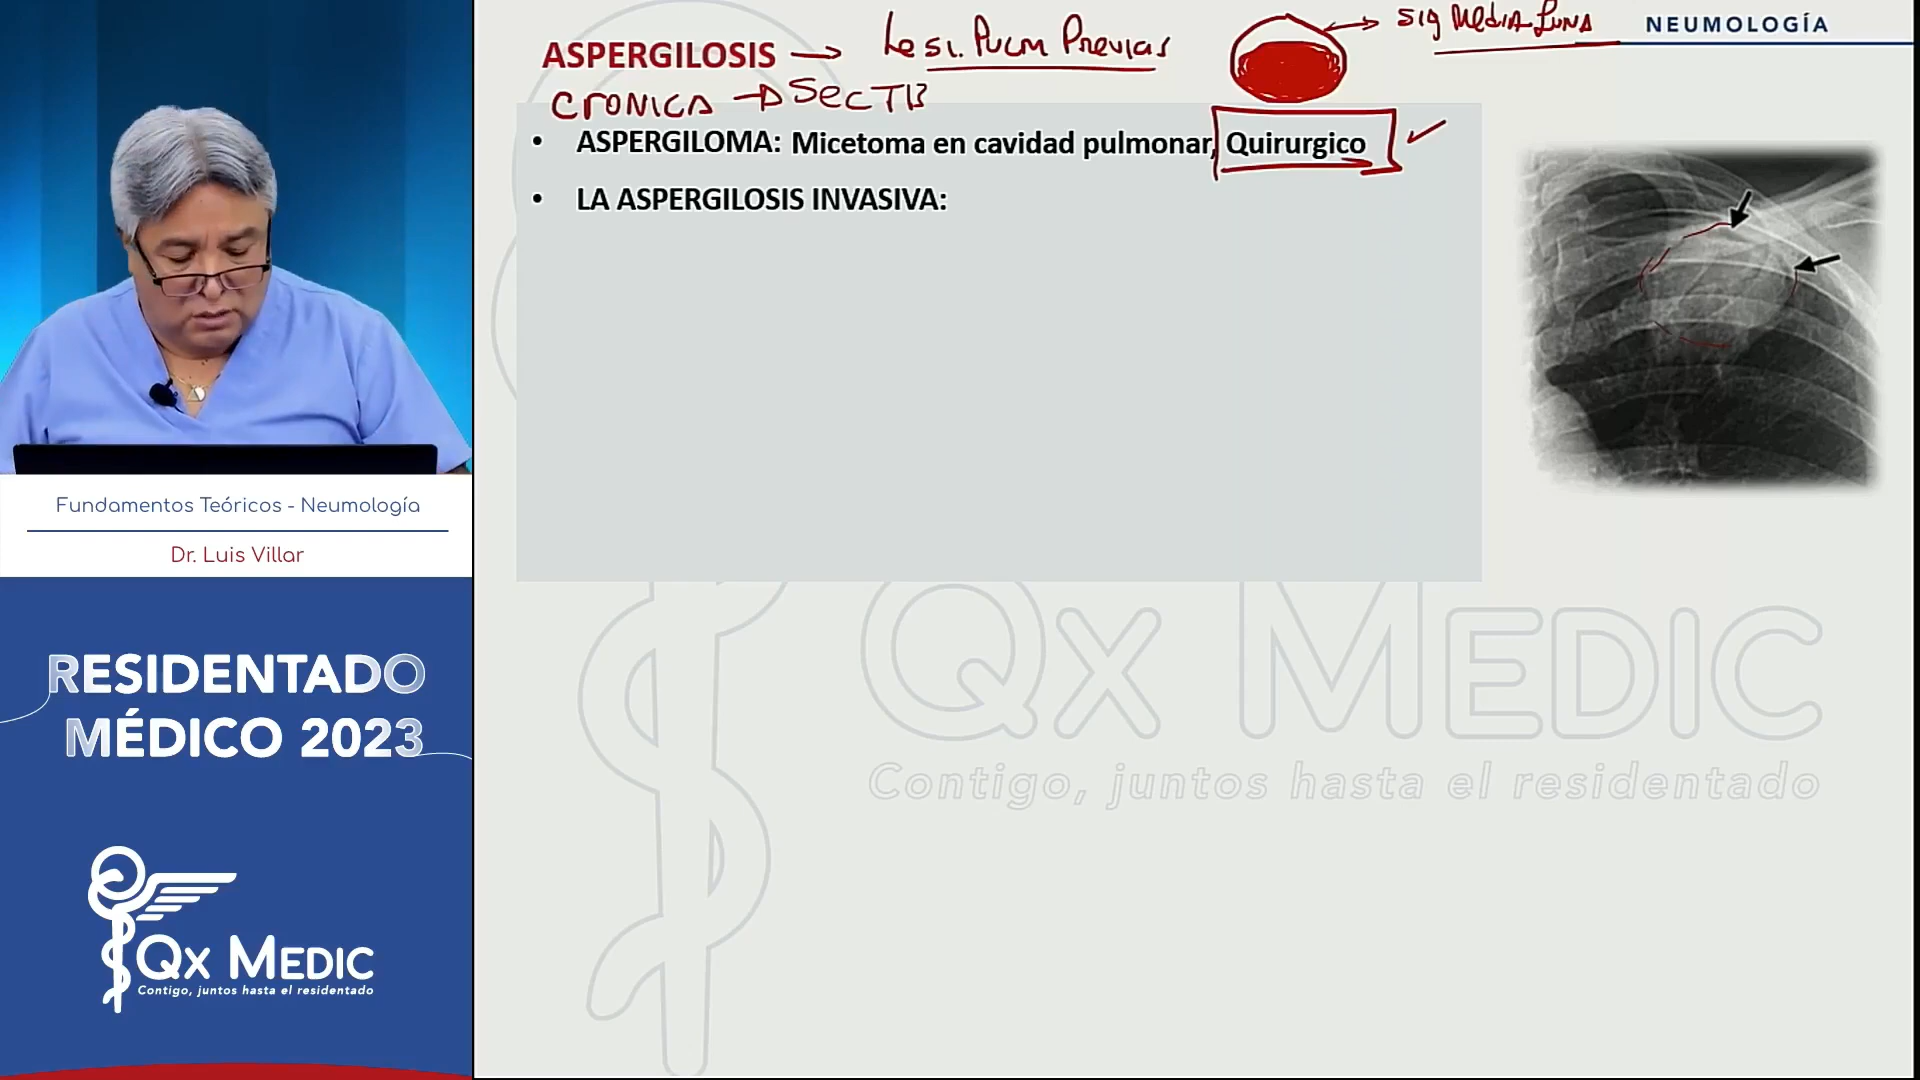 NEUMOLOGÍA
ASPERGILOSIS → Lesi. Pulm Previas
Sig Media Luna
CRONICA → SecTB
• ASPERGILOMA: Micetoma en cavidad pulmonar, Quirurgico
• LA ASPERGILOSIS INVASIVA:
Fundamentos Teóricos - Neumología
Dr. Luis Villar
RESIDENTADO
MÉDICO 2023
QX MEDIC
Contigo, juntos hasta el residentado
QX MEDIC
Contigo, juntos hasta el residentado